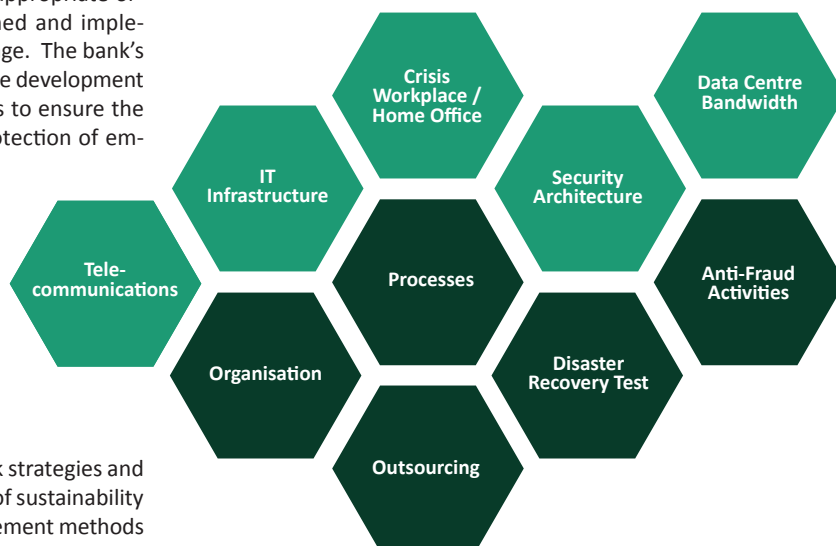 ned and imple-
ge. The bank's
e development
s to ensure the
otection of em-
Crisis
Workplace /
Home Office
Data Centre
Bandwidth
IT
Infrastructure
Security
Architecture
Tele-
communications
Processes
Anti-Fraud
Activities
Organisation
Disaster
Recovery Test
Outsourcing
k strategies and
of sustainability
ement methods